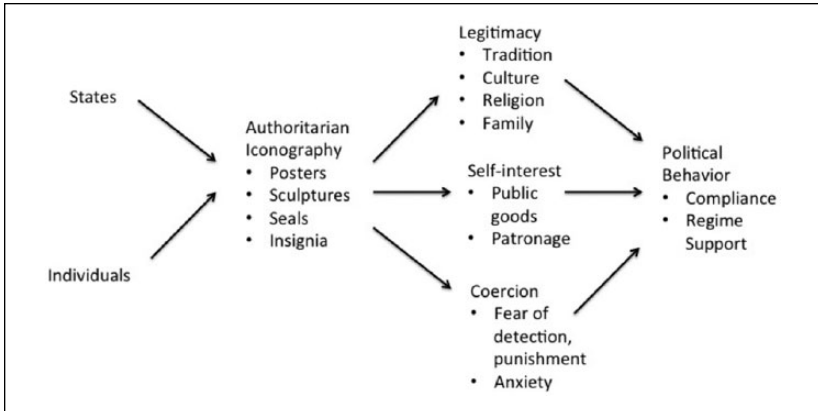 States
Individuals
Authoritarian
Iconography
• Posters
• Sculptures
• Seals
• Insignia
Legitimacy
• Tradition
• Culture
• Religion
• Family
Self-interest
• Public
goods
• Patronage
Coercion
• Fear of
detection,
punishment
• Anxiety
Political
Behavior
• Compliance
• Regime
Support